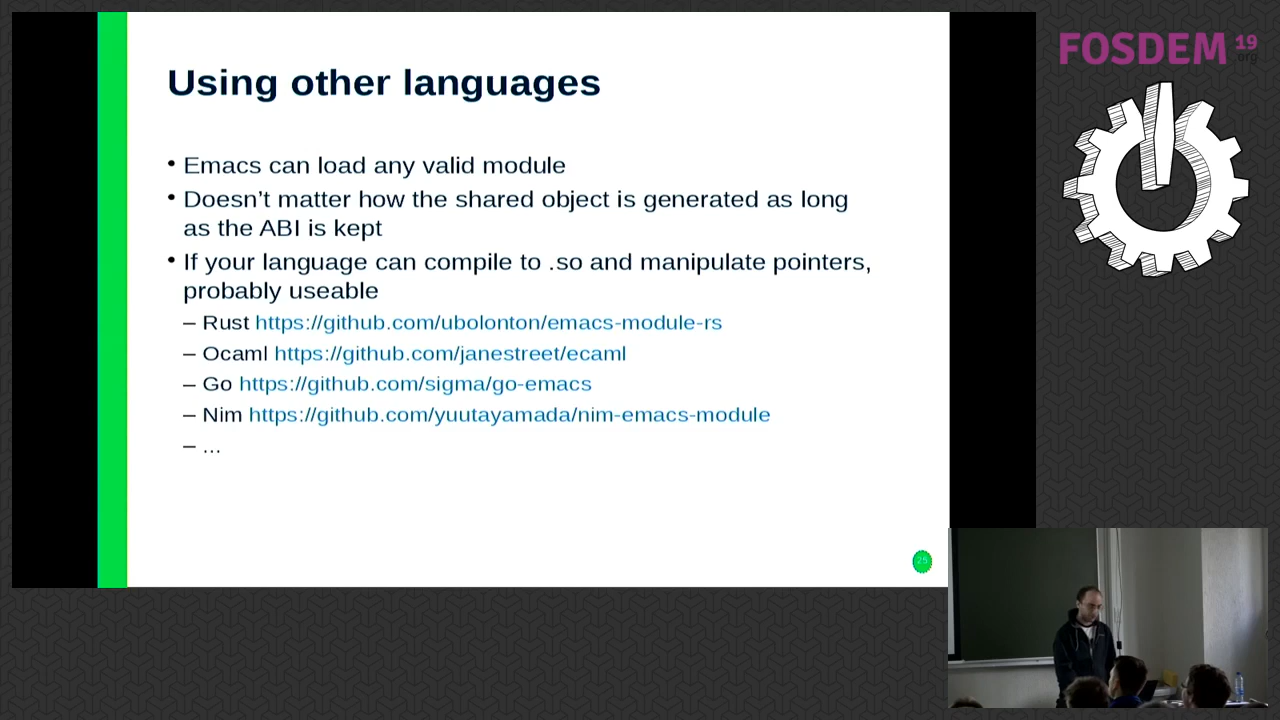 Using other languages
• Emacs can load any valid module
• Doesn’t matter how the shared object is generated as long
as the ABI is kept
• If your language can compile to .so and manipulate pointers,
probably useable
– Rust https://github.com/ubolonton/emacs-module-rs
– Ocaml https://github.com/janestreet/ecaml
– Go https://github.com/sigma/go-emacs
– Nim https://github.com/yuutayamada/nim-emacs-module
– ...
25
FOSDEM 19
.org